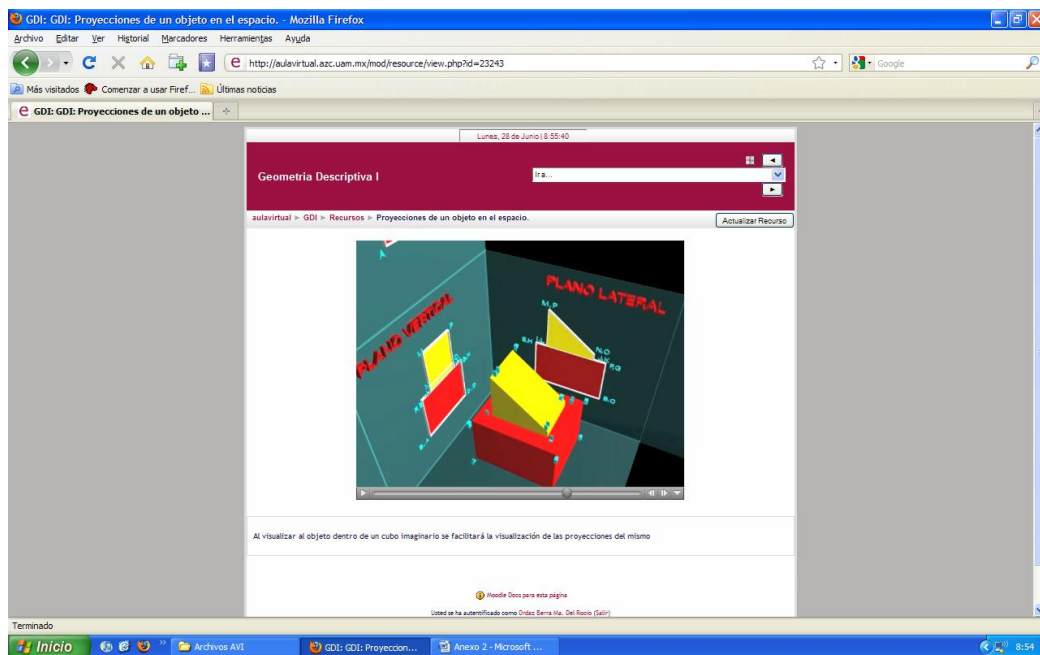 GDI: GDI: Proyecciones de un objeto en el espacio. - Mozilla Firefox
Archivo Editar Ver Historial Marcadores Herramientas Ayuda
http://aulavirtual.azc.uam.mx/mod/resource/view.php?id=23243
Google
Más visitados Comenzar a usar Firef... Últimas noticias
GDI: GDI: Proyecciones de un objeto ...
Lunes, 28 de Junio | 8:55:40
Geometria Descriptiva I
Ir a...
aulavirtual ► GDI ► Recursos ► Proyecciones de un objeto en el espacio.
Actualizar Recurso
PLANO VERTICAL
PLANO LATERAL
M,P
N,O
B,C
Al visualizar al objeto dentro de un cubo imaginario se facilitará la visualización de las proyecciones del mismo
Moodle Docs para esta página
Usted se ha autentificado como Ordaz Berra Ma. Del Rocío (Salir)
Terminado
Inicio
Archivos AVI
GDI: GDI: Proyeccion...
Anexo 2 - Microsoft ...
8:54